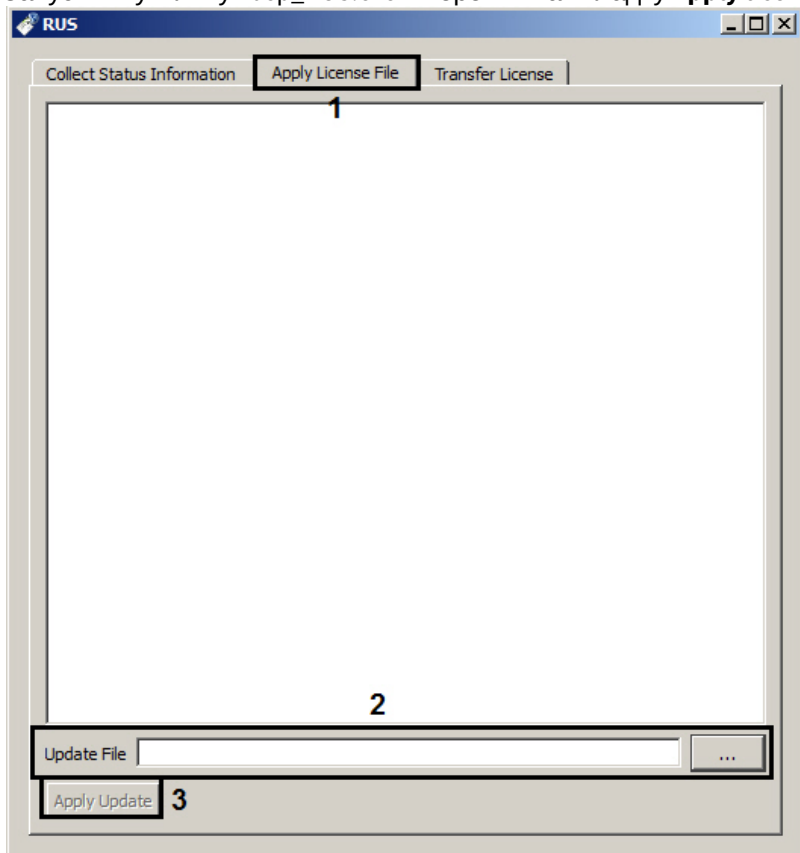 RUS
Collect Status Information Apply License File Transfer License
1
2
Update File ...
Apply Update 3